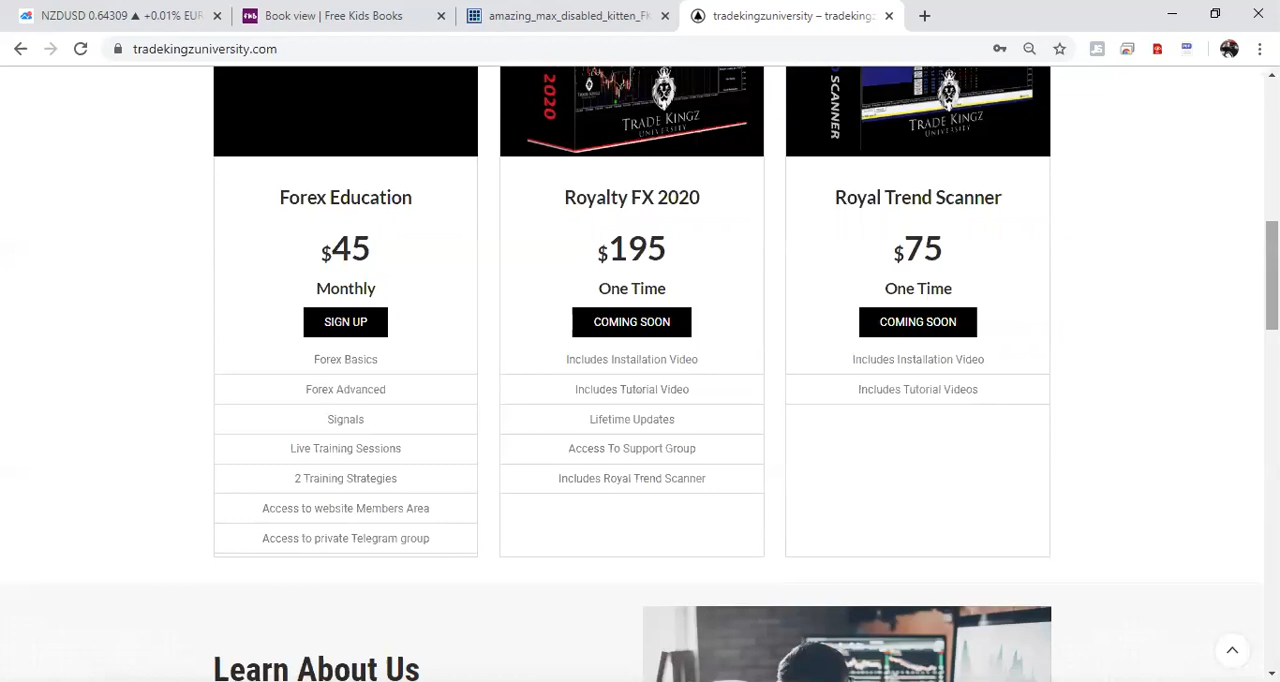 NZDUSD 0.64309 ▲ +0.01% EUR
Book view | Free Kids Books
amazing_max_disabled_kitten_FK
tradekingzuniversity – tradeking
tradekingzuniversity.com
2020
TRADE KINGZ
UNIVERSITY
SCANNER
TRADE KINGZ
UNIVERSITY
Forex Education
$45
Monthly
SIGN UP
Forex Basics
Forex Advanced
Signals
Live Training Sessions
2 Training Strategies
Access to website Members Area
Access to private Telegram group
Royalty FX 2020
$195
One Time
COMING SOON
Includes Installation Video
Includes Tutorial Video
Lifetime Updates
Access To Support Group
Includes Royal Trend Scanner
Royal Trend Scanner
$75
One Time
COMING SOON
Includes Installation Video
Includes Tutorial Videos
Learn About Us